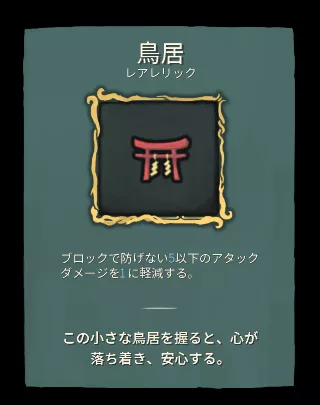 鳥居
レアレリック
ブロックで防げない5以下のアタック
ダメージを1に軽減する。
この小さな鳥居を握ると、心が
落ち着き、安心する。